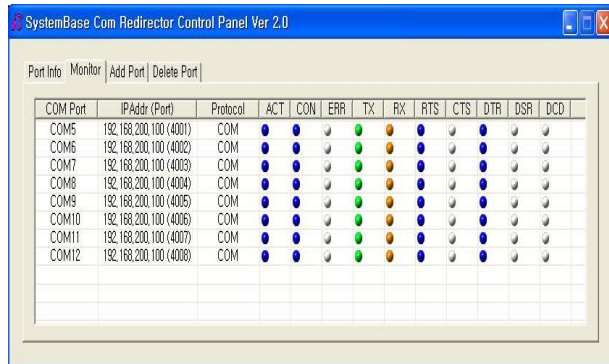 SystemBase Com Redirector Control Panel Ver 2.0
Port Info Monitor Add Port Delete Port
COM Port IPAddr (Port) Protocol ACT CON ERR TX RX RTS CTS DTR DSR DCD
COM5 192,168,200,100 (4001) COM
COM6 192,168,200,100 (4002) COM
COM7 192,168,200,100 (4003) COM
COM8 192,168,200,100 (4004) COM
COM9 192,168,200,100 (4005) COM
COM10 192,168,200,100 (4006) COM
COM11 192,168,200,100 (4007) COM
COM12 192,168,200,100 (4008) COM